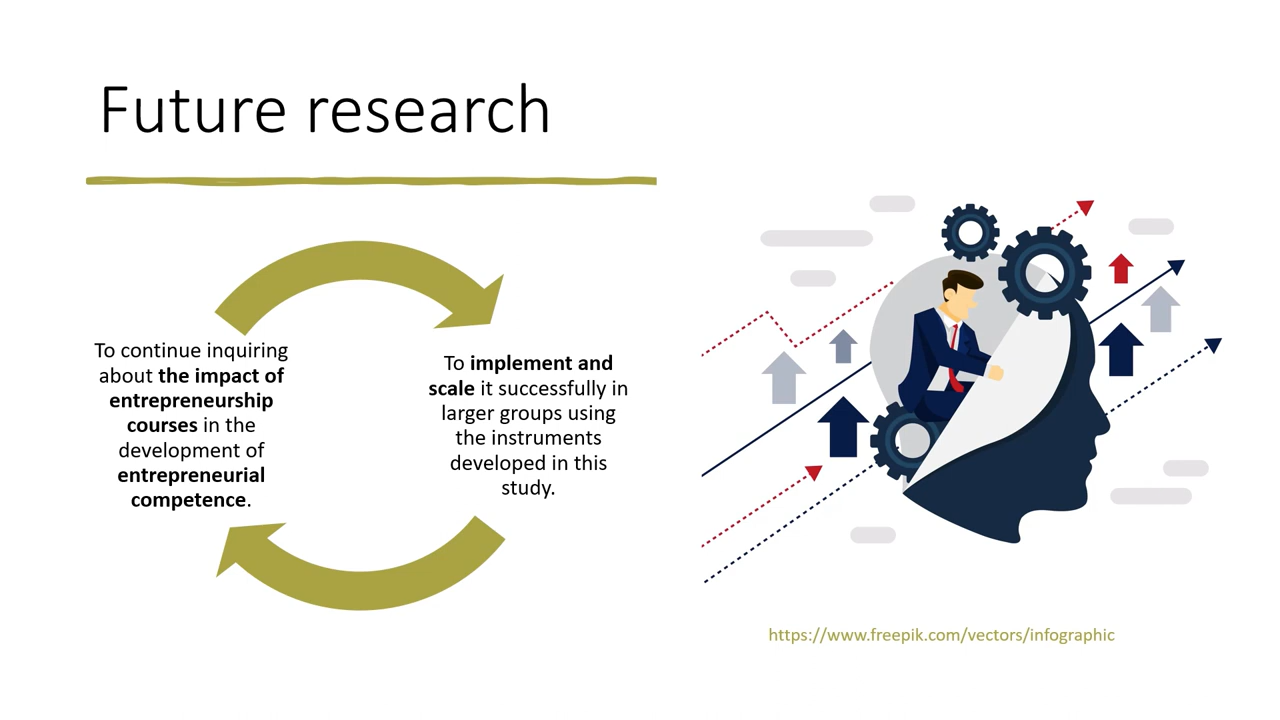 Future research
To continue inquiring
about the impact of
entrepreneurship
courses in the
development of
entrepreneurial
competence.
To implement and
scale it successfully in
larger groups using
the instruments
developed in this
study.
https://www.freepik.com/vectors/infographic